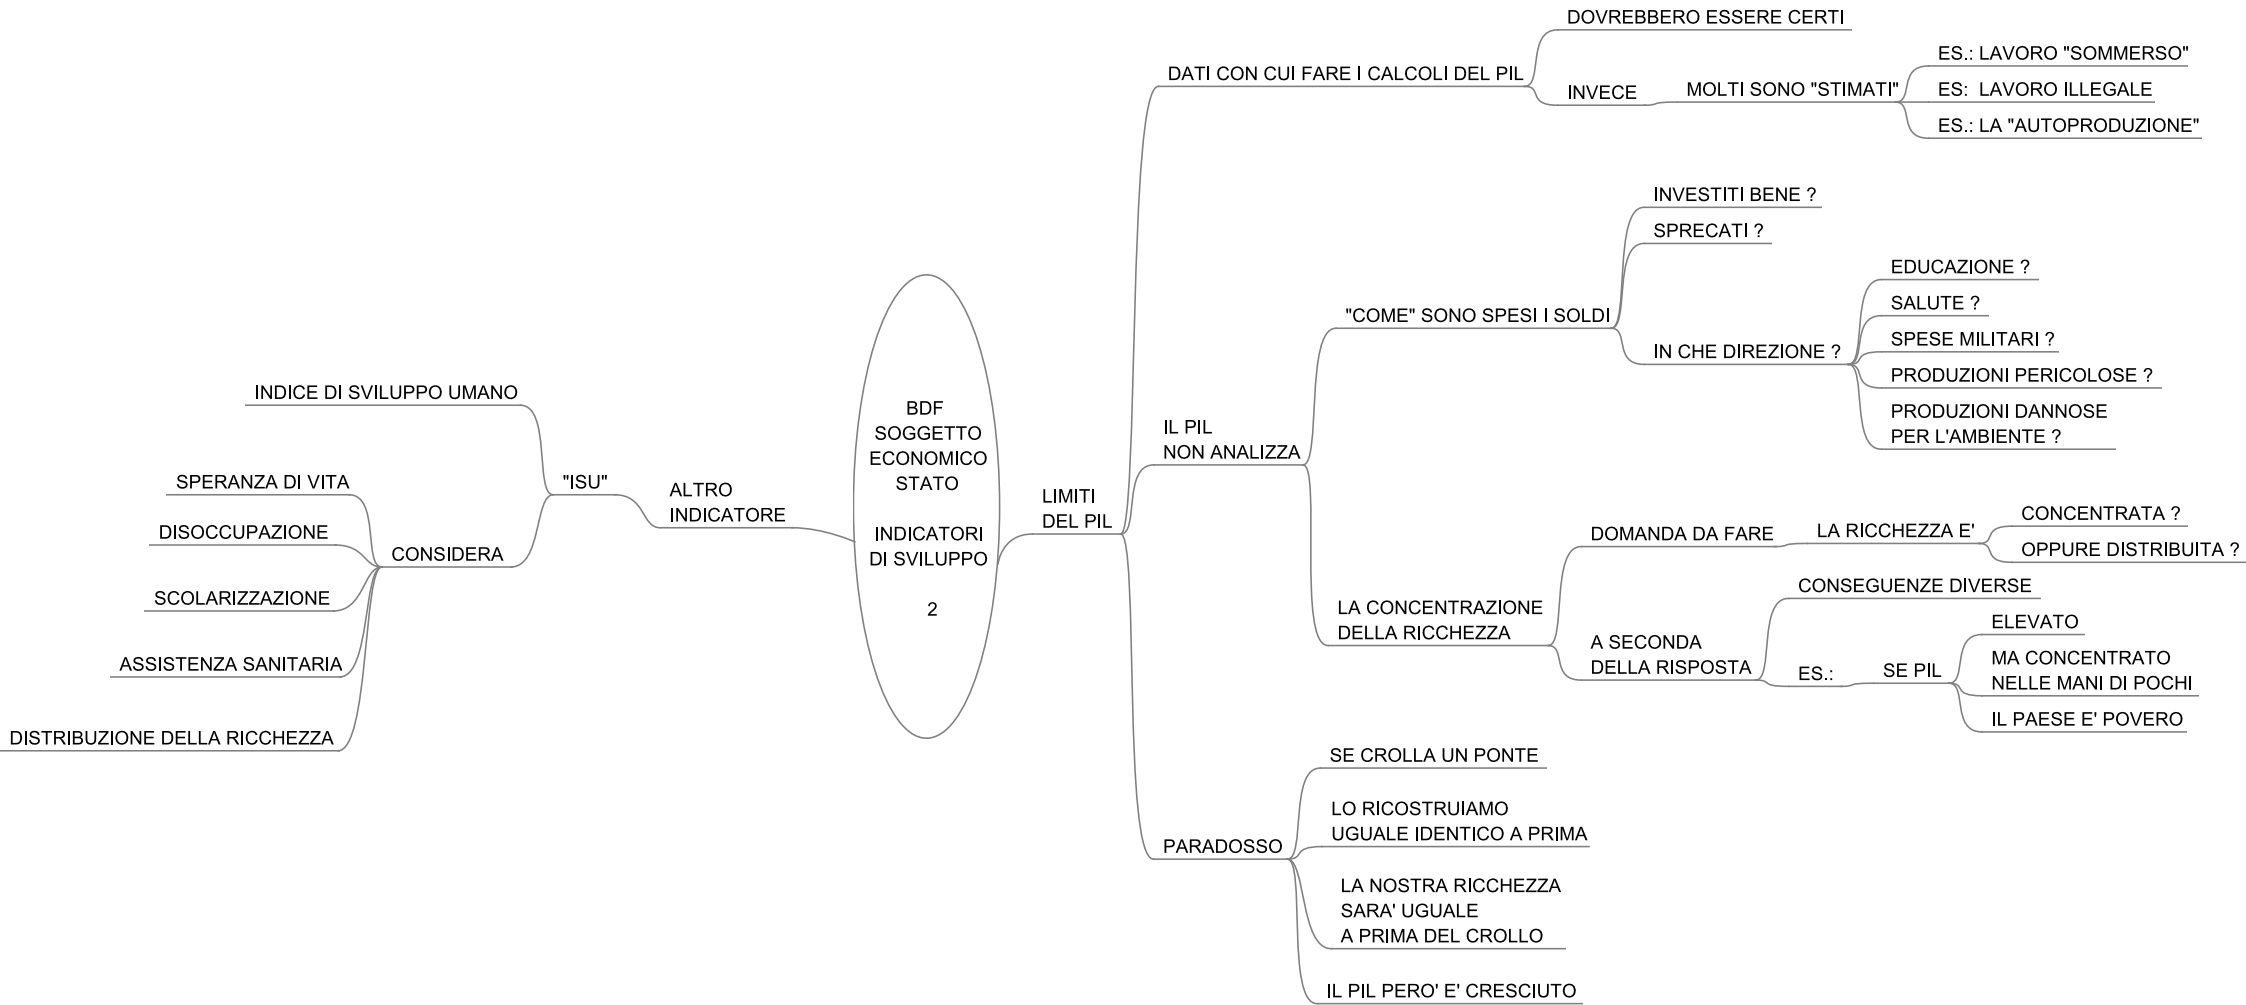 BDF
SOGGETTO
ECONOMICO
STATO
INDICATORI
DI SVILUPPO
2
LIMITI
DEL PIL
DATI CON CUI FARE I CALCOLI DEL PIL
DOVREBBERO ESSERE CERTI
INVECE
MOLTI SONO "STIMATI"
ES.: LAVORO "SOMMERSO"
ES:  LAVORO ILLEGALE
ES.: LA "AUTOPRODUZIONE"
IL PIL
NON ANALIZZA
"COME" SONO SPESI I SOLDI
INVESTITI BENE ?
SPRECATI ?
IN CHE DIREZIONE ?
EDUCAZIONE ?
SALUTE ?
SPESE MILITARI ?
PRODUZIONI PERICOLOSE ?
PRODUZIONI DANNOSE
PER L'AMBIENTE ?
LA CONCENTRAZIONE
DELLA RICCHEZZA
DOMANDA DA FARE
LA RICCHEZZA E'
CONCENTRATA ?
OPPURE DISTRIBUITA ?
A SECONDA
DELLA RISPOSTA
CONSEGUENZE DIVERSE
ES.:
SE PIL
ELEVATO
MA CONCENTRATO
NELLE MANI DI POCHI
IL PAESE E' POVERO
PARADOSSO
SE CROLLA UN PONTE
LO RICOSTRUIAMO
UGUALE IDENTICO A PRIMA
LA NOSTRA RICCHEZZA
SARA' UGUALE
A PRIMA DEL CROLLO
IL PIL PERO' E' CRESCIUTO
ALTRO
INDICATORE
"ISU"
INDICE DI SVILUPPO UMANO
CONSIDERA
SPERANZA DI VITA
DISOCCUPAZIONE
SCOLARIZZAZIONE
ASSISTENZA SANITARIA
DISTRIBUZIONE DELLA RICCHEZZA